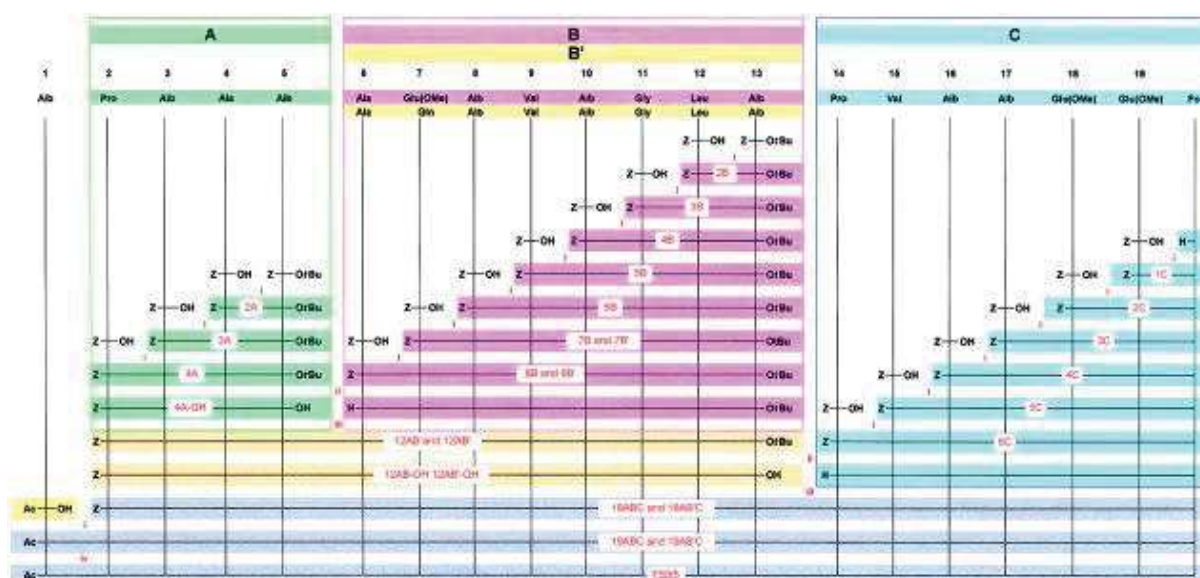 A B C
B'
1 2 3 4 5 6 7 8 9 10 11 12 13 14 15 16 17 18 19
Aib Pro Aib Ala Aib Ala Glu(OMe) Aib Val Aib Gly Leu Aib Pro Val Aib Aib Glu(OMe) Glu(OMe)
Ala Gln Aib Val Aib Gly Leu Aib
Z OH Z OtBu
Z OH Z 2B OtBu
Z OH Z 3B OtBu
Z OH Z 4B OtBu Z OH H
Z OH Z OtBu Z OH Z 5B OtBu Z OH Z 1C
Z OH Z 2A OtBu Z OH Z OtBu Z OH Z 2C
Z OH Z 3A OtBu Z OH Z 7B and 7B' OtBu Z OH Z 3C
Z 4A OtBu Z 8B and 8B' OtBu Z OH Z 4C
Z 4A-OH OH H OtBu Z OH Z 5C
Z 12AB and 12AB' OtBu Z 6C
Z 12AB-OH 12AB'-OH OH H
Ac OH Z 18ABC and 18AB'C
Ac 19ABC and 19AB'C
Ac